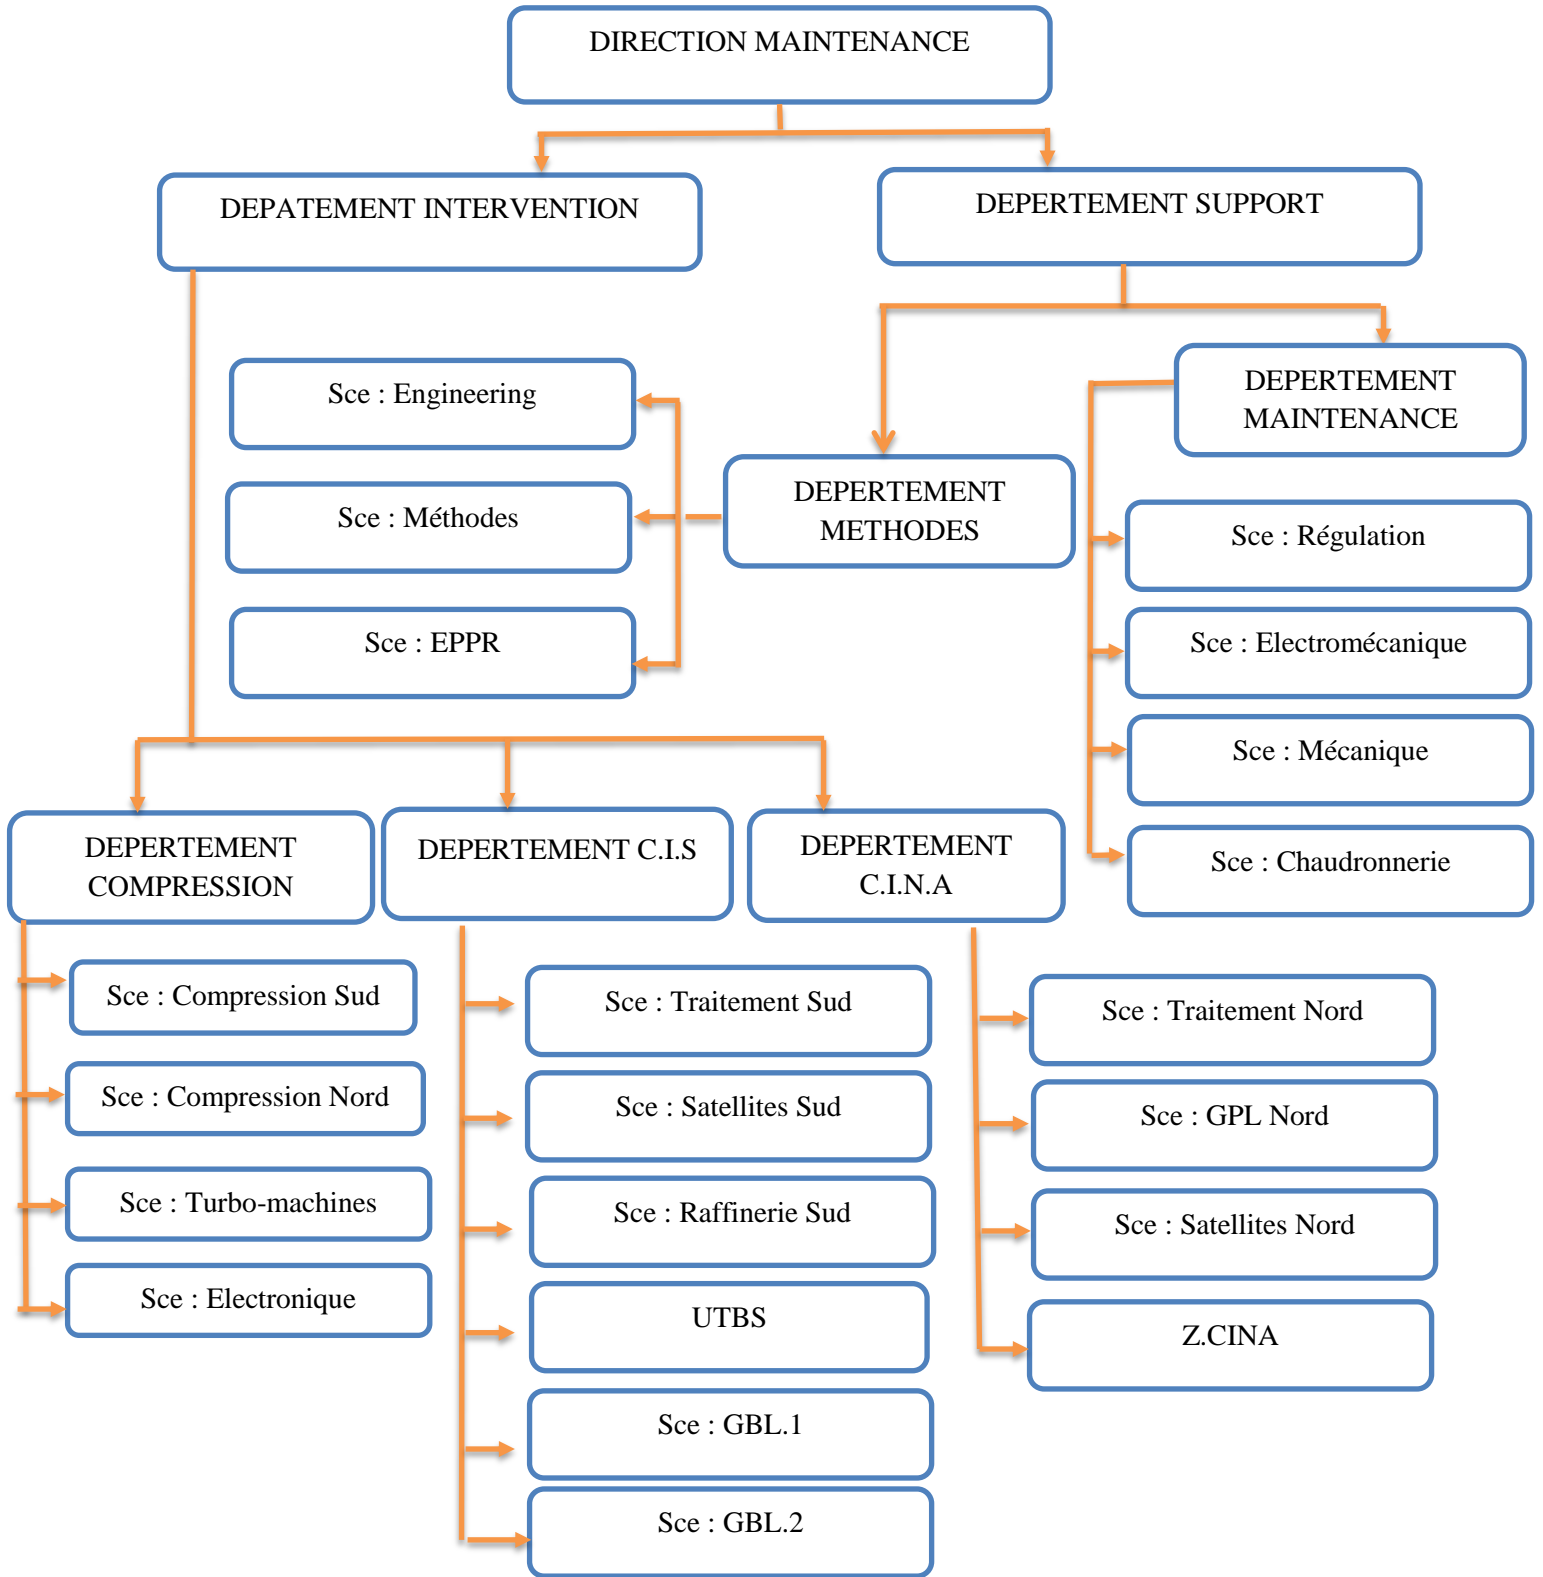 DIRECTION MAINTENANCE
DEPATEMENT INTERVENTION
DEPERTEMENT SUPPORT
Sce : Engineering
DEPERTEMENT
MAINTENANCE
Sce : Méthodes
DEPERTEMENT
METHODES
Sce : Régulation
Sce : EPPR
Sce : Electromécanique
Sce : Mécanique
DEPERTEMENT
COMPRESSION
DEPERTEMENT C.I.S
DEPERTEMENT
C.I.N.A
Sce : Chaudronnerie
Sce : Compression Sud
Sce : Traitement Sud
Sce : Traitement Nord
Sce : Compression Nord
Sce : Satellites Sud
Sce : GPL Nord
Sce : Turbo-machines
Sce : Raffinerie Sud
Sce : Satellites Nord
Sce : Electronique
UTBS
Z.CINA
Sce : GBL.1
Sce : GBL.2